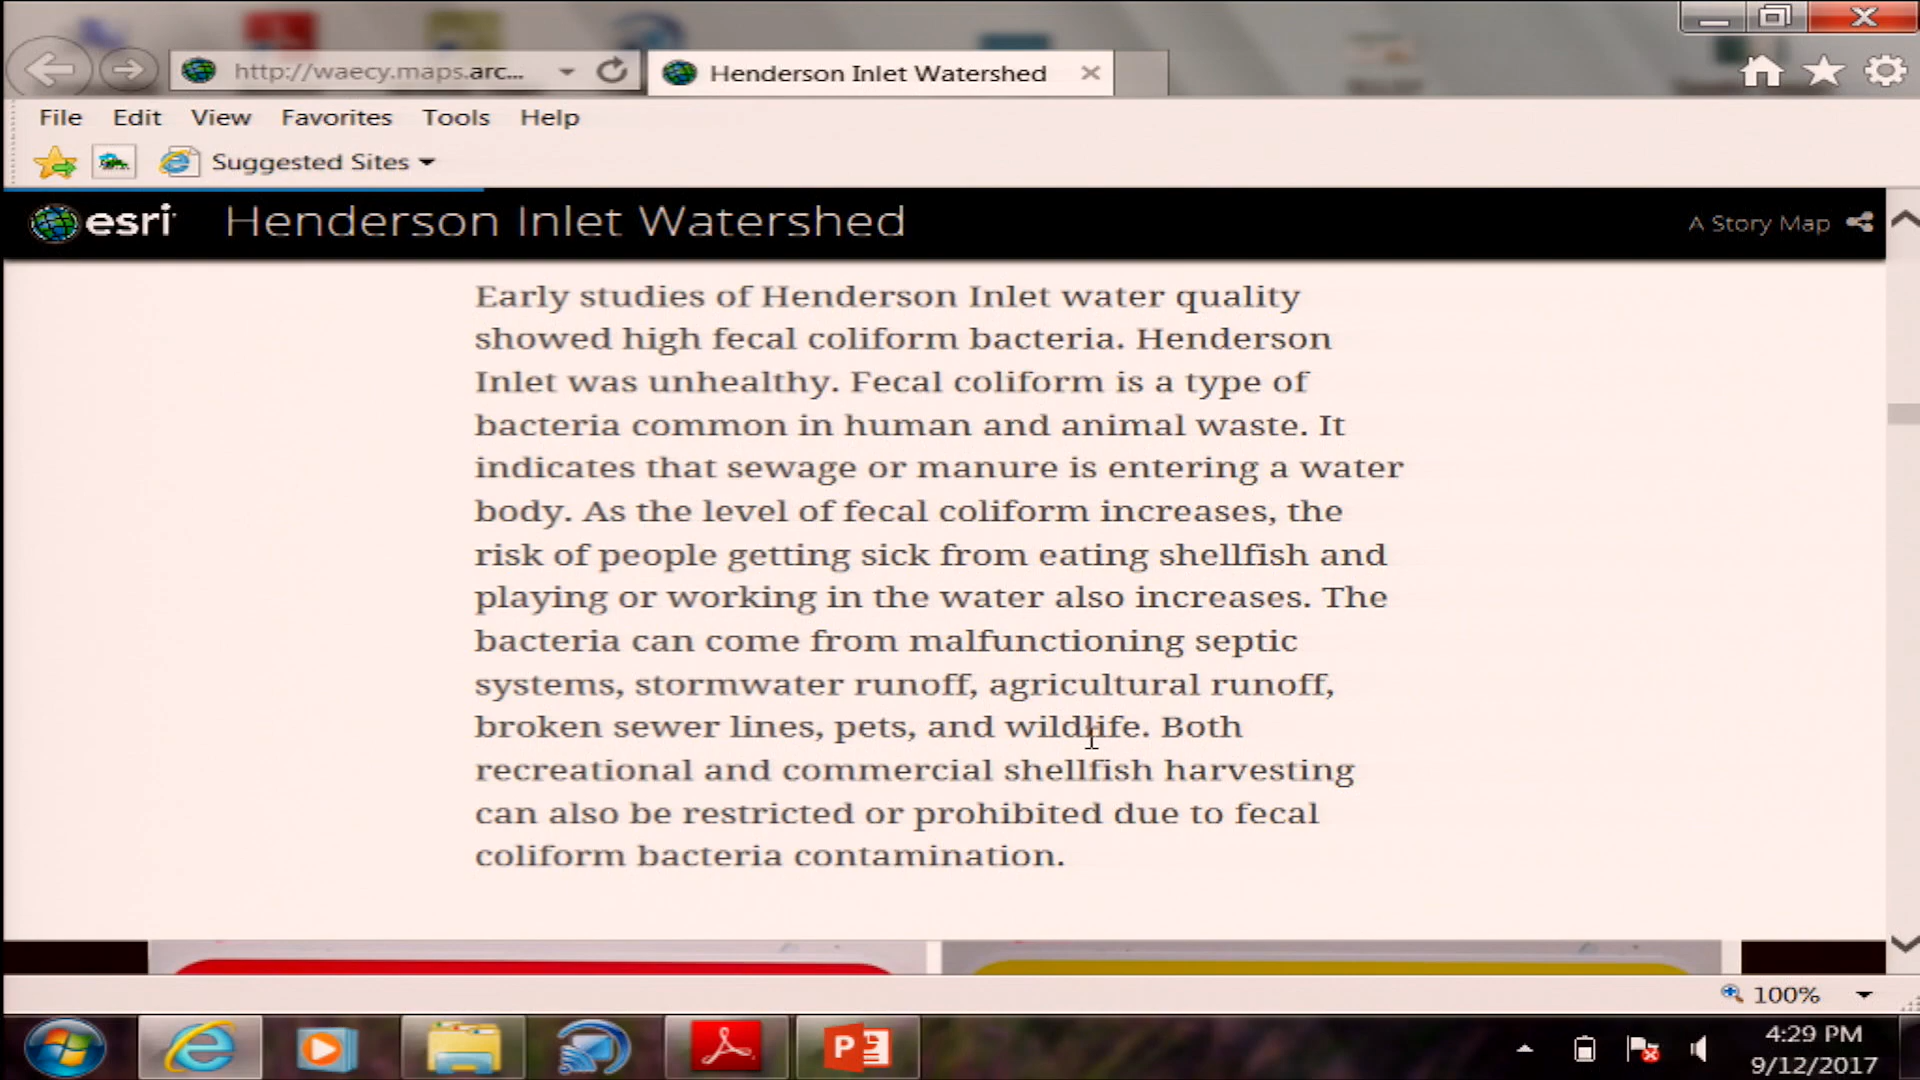 http://waecy.maps.arc...
Henderson Inlet Watershed
File Edit View Favorites Tools Help
Suggested Sites
esri Henderson Inlet Watershed A Story Map
Early studies of Henderson Inlet water quality
showed high fecal coliform bacteria. Henderson
Inlet was unhealthy. Fecal coliform is a type of
bacteria common in human and animal waste. It
indicates that sewage or manure is entering a water
body. As the level of fecal coliform increases, the
risk of people getting sick from eating shellfish and
playing or working in the water also increases. The
bacteria can come from malfunctioning septic
systems, stormwater runoff, agricultural runoff,
broken sewer lines, pets, and wildlife. Both
recreational and commercial shellfish harvesting
can also be restricted or prohibited due to fecal
coliform bacteria contamination.
100%
4:29 PM
9/12/2017